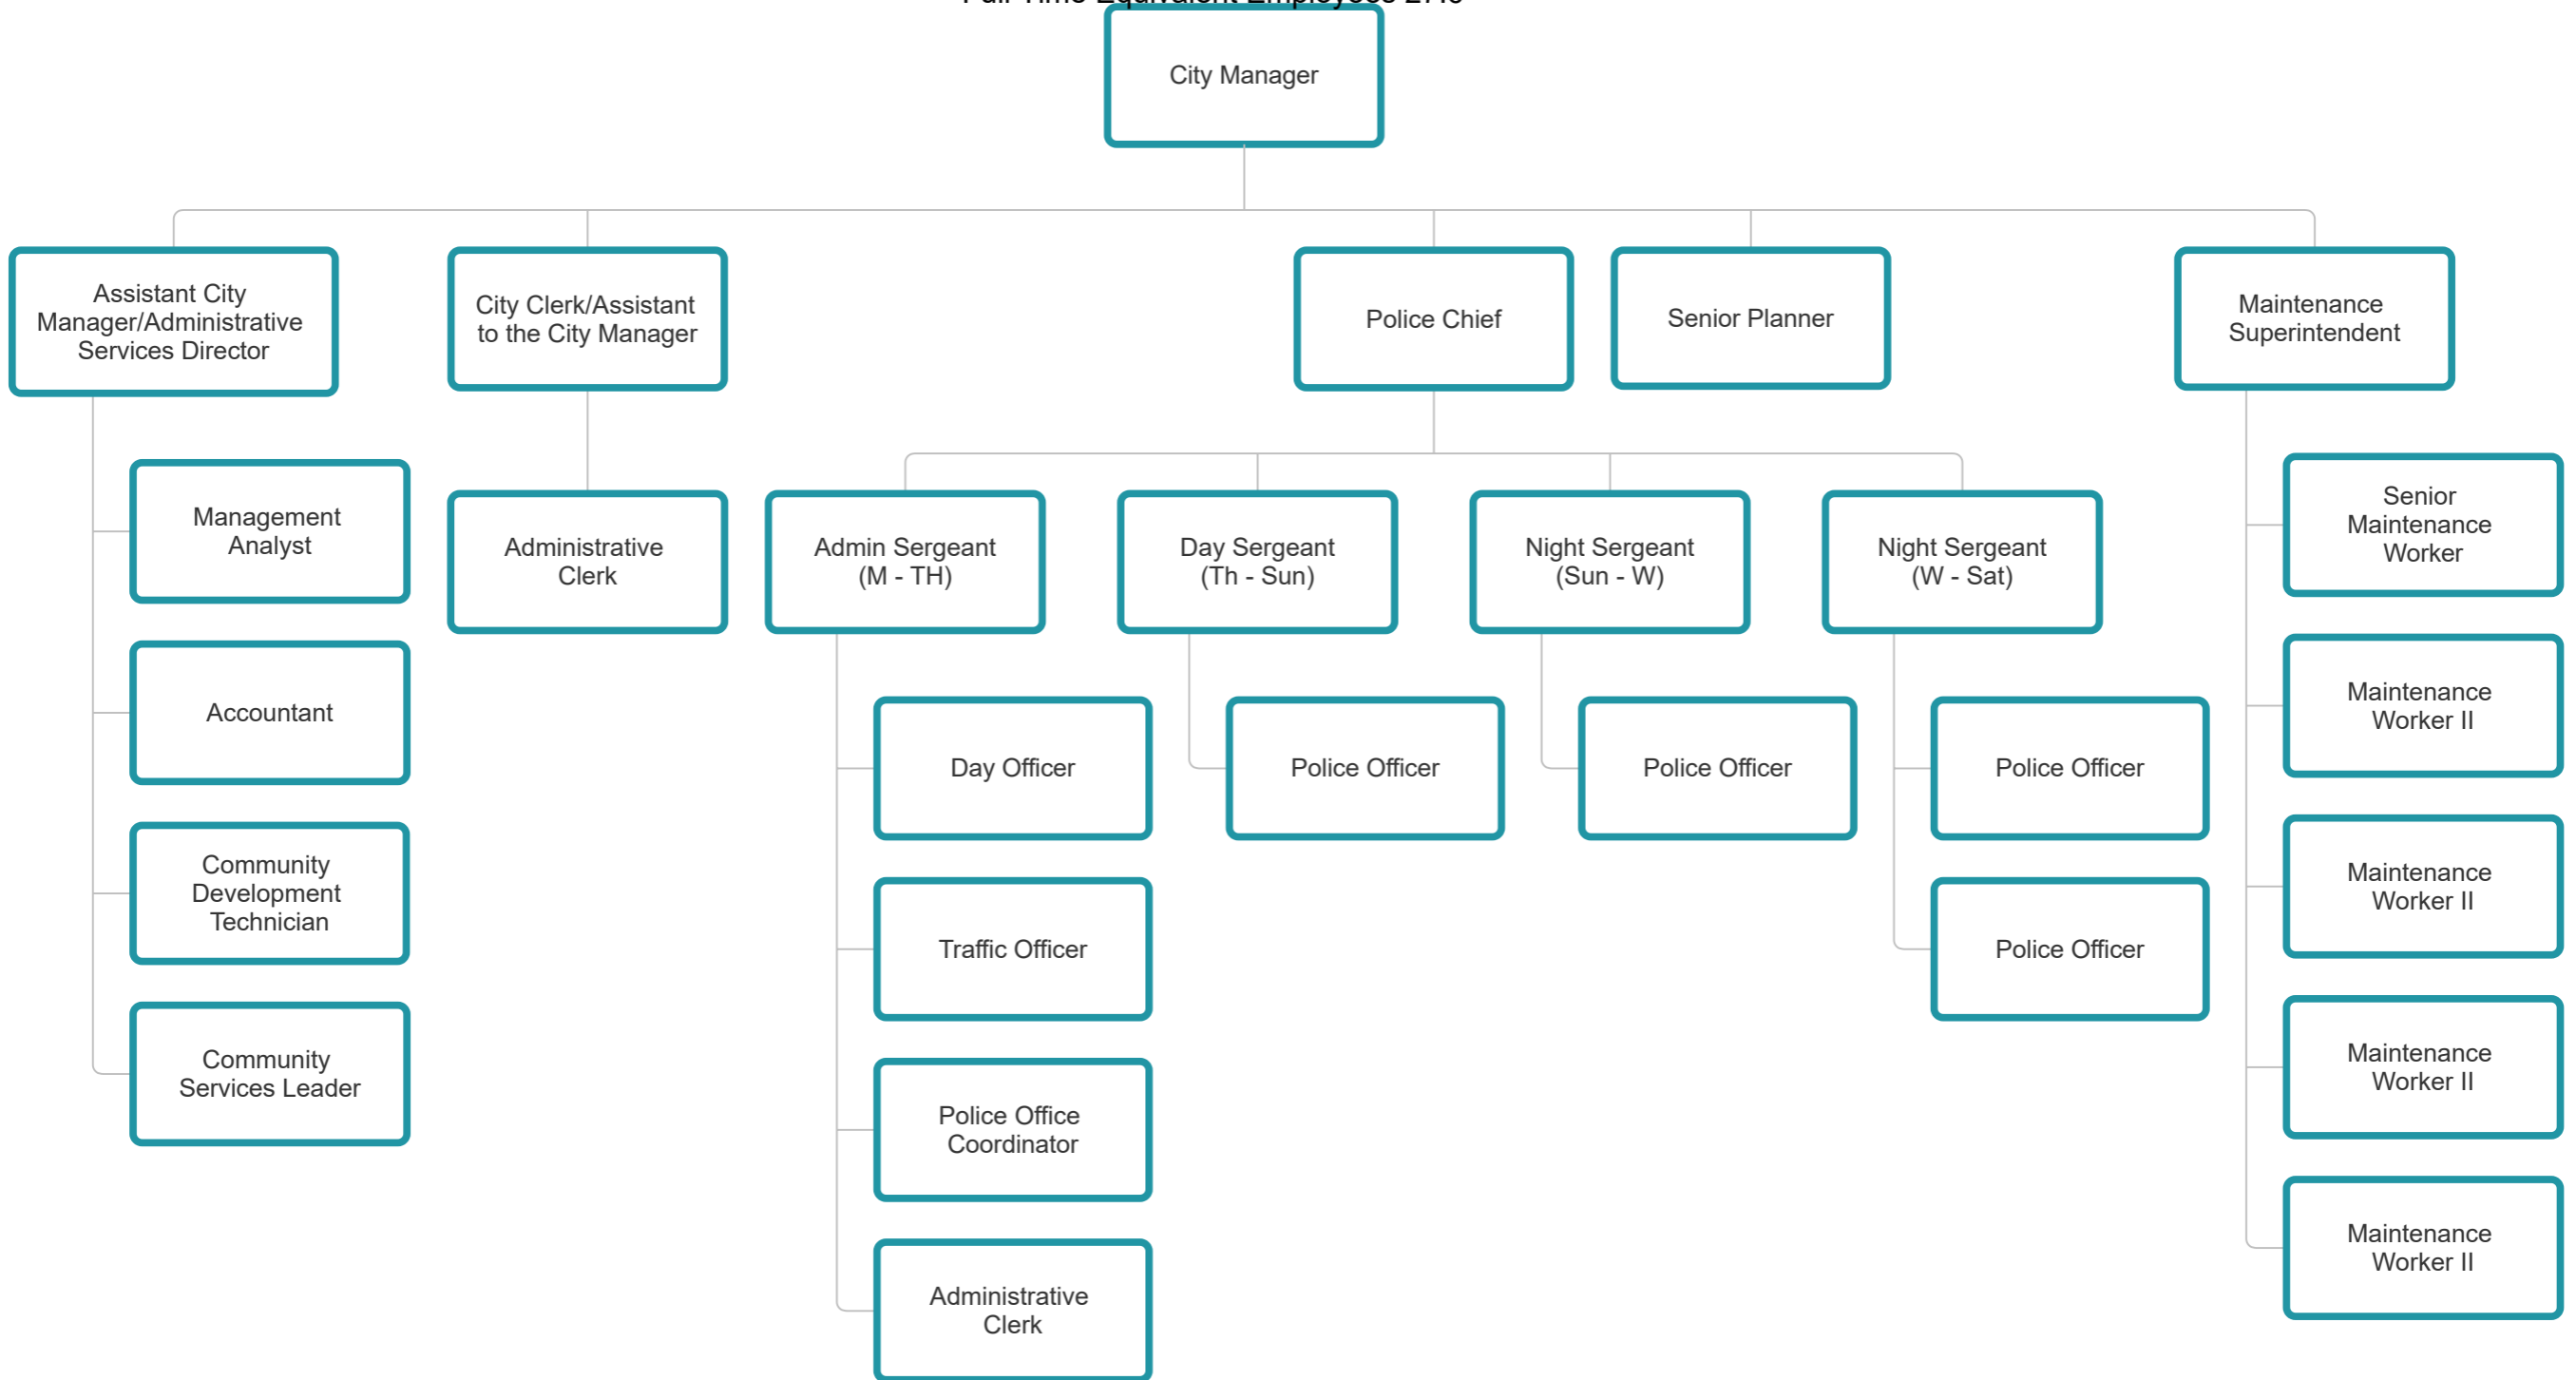 Full Time Equivalent Employees
City Manager
Assistant City
Manager/Administrative
Services Director
City Clerk/Assistant
to the City Manager
Police Chief
Senior Planner
Maintenance
Superintendent
Management
Analyst
Accountant
Community
Development
Technician
Community
Services Leader
Administrative
Clerk
Admin Sergeant
(M - TH)
Day Officer
Traffic Officer
Police Office
Coordinator
Administrative
Clerk
Day Sergeant
(Th - Sun)
Police Officer
Night Sergeant
(Sun - W)
Police Officer
Night Sergeant
(W - Sat)
Police Officer
Police Officer
Senior
Maintenance
Worker
Maintenance
Worker II
Maintenance
Worker II
Maintenance
Worker II
Maintenance
Worker II